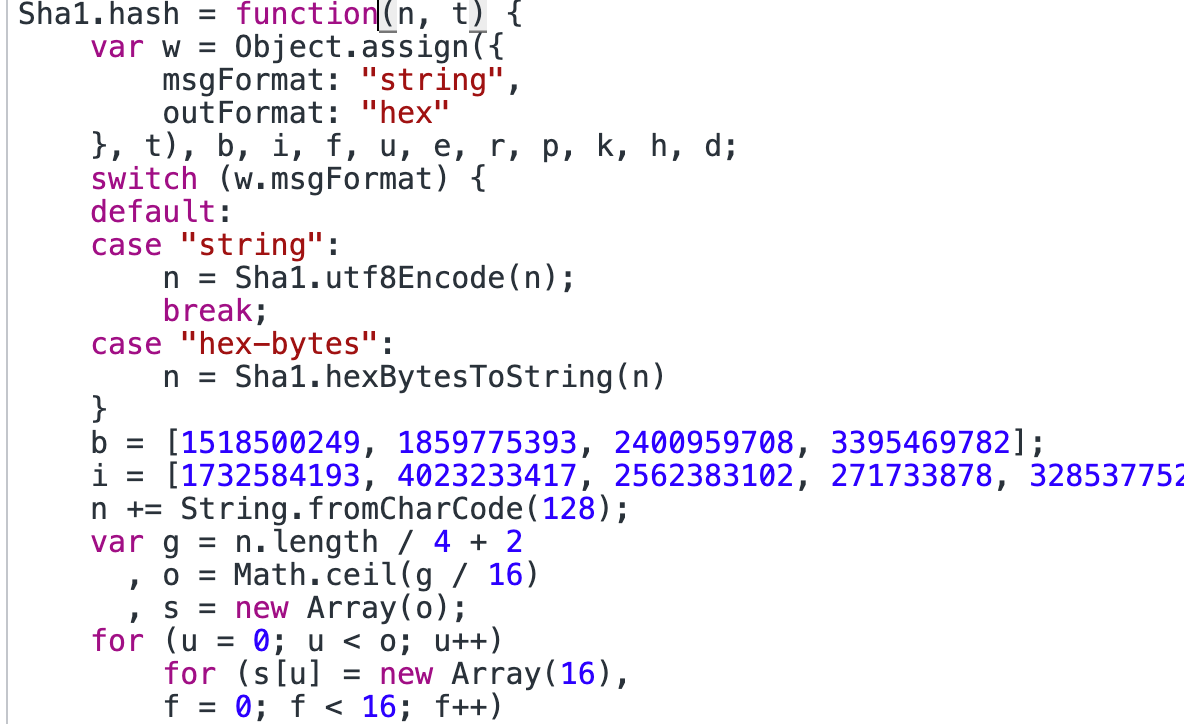 Sha1.hash = function(n, t) {
    var w = Object.assign({
        msgFormat: "string",
        outFormat: "hex"
    }, t), b, i, f, u, e, r, p, k, h, d;
    switch (w.msgFormat) {
    default:
    case "string":
        n = Sha1.utf8Encode(n);
        break;
    case "hex-bytes":
        n = Sha1.hexBytesToString(n)
    }
    b = [1518500249, 1859775393, 2400959708, 3395469782];
    i = [1732584193, 4023233417, 2562383102, 271733878, 328537752
    n += String.fromCharCode(128);
    var g = n.length / 4 + 2
      , o = Math.ceil(g / 16)
      , s = new Array(o);
    for (u = 0; u < o; u++)
        for (s[u] = new Array(16),
        f = 0; f < 16; f++)